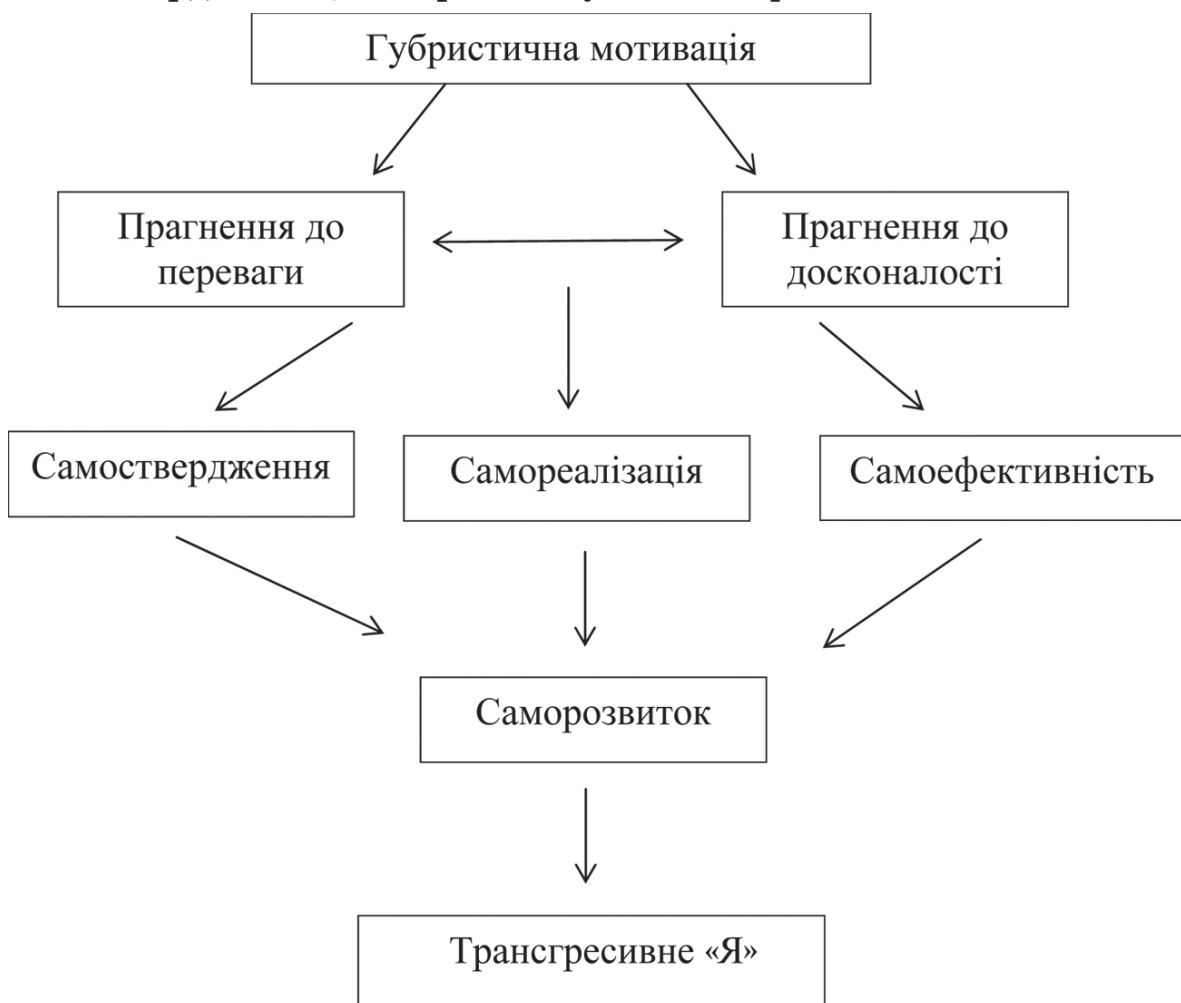 Губристична мотивація
Прагнення до
переваги
Прагнення до
досконалості
Самоствердження
Самореалізація
Самоефективність
Саморозвиток
Трансгресивне «Я»